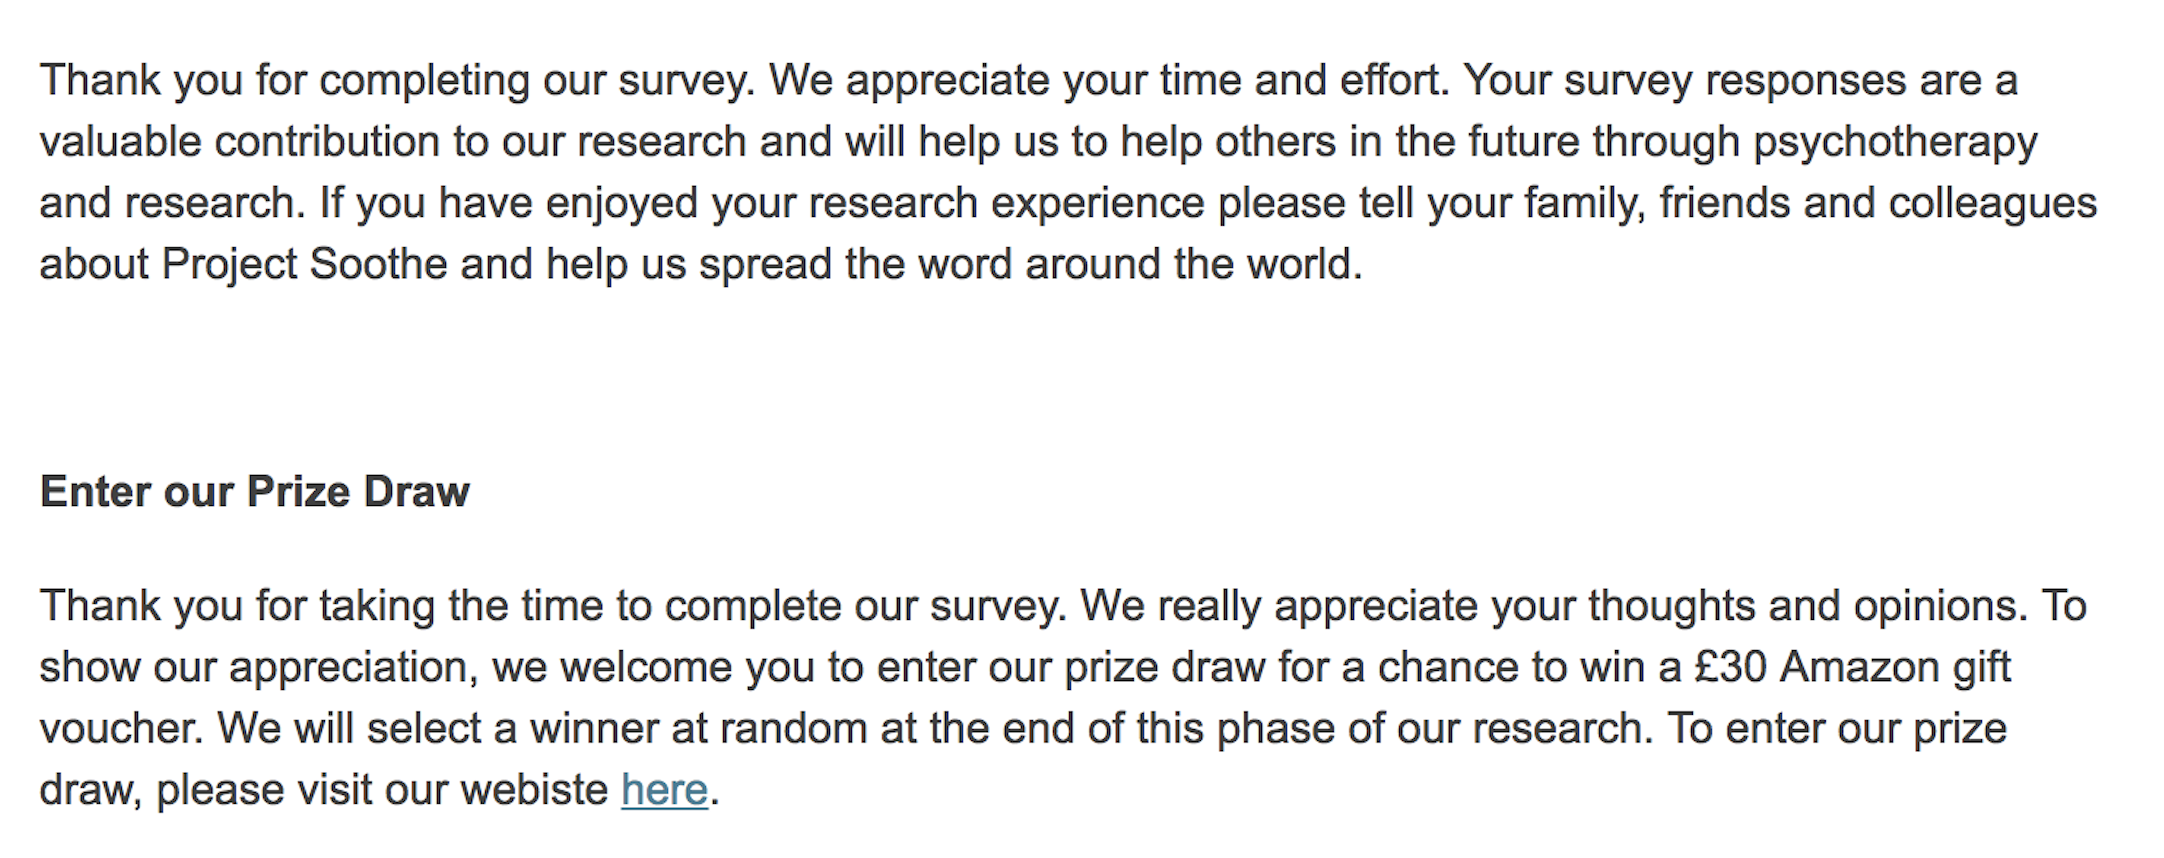 Thank you for completing our survey. We appreciate your time and effort. Your survey responses are a
valuable contribution to our research and will help us to help others in the future through psychotherapy
and research. If you have enjoyed your research experience please tell your family, friends and colleagues
about Project Soothe and help us spread the word around the world.
Enter our Prize Draw
Thank you for taking the time to complete our survey. We really appreciate your thoughts and opinions. To
show our appreciation, we welcome you to enter our prize draw for a chance to win a £30 Amazon gift
voucher. We will select a winner at random at the end of this phase of our research. To enter our prize
draw, please visit our webiste here.